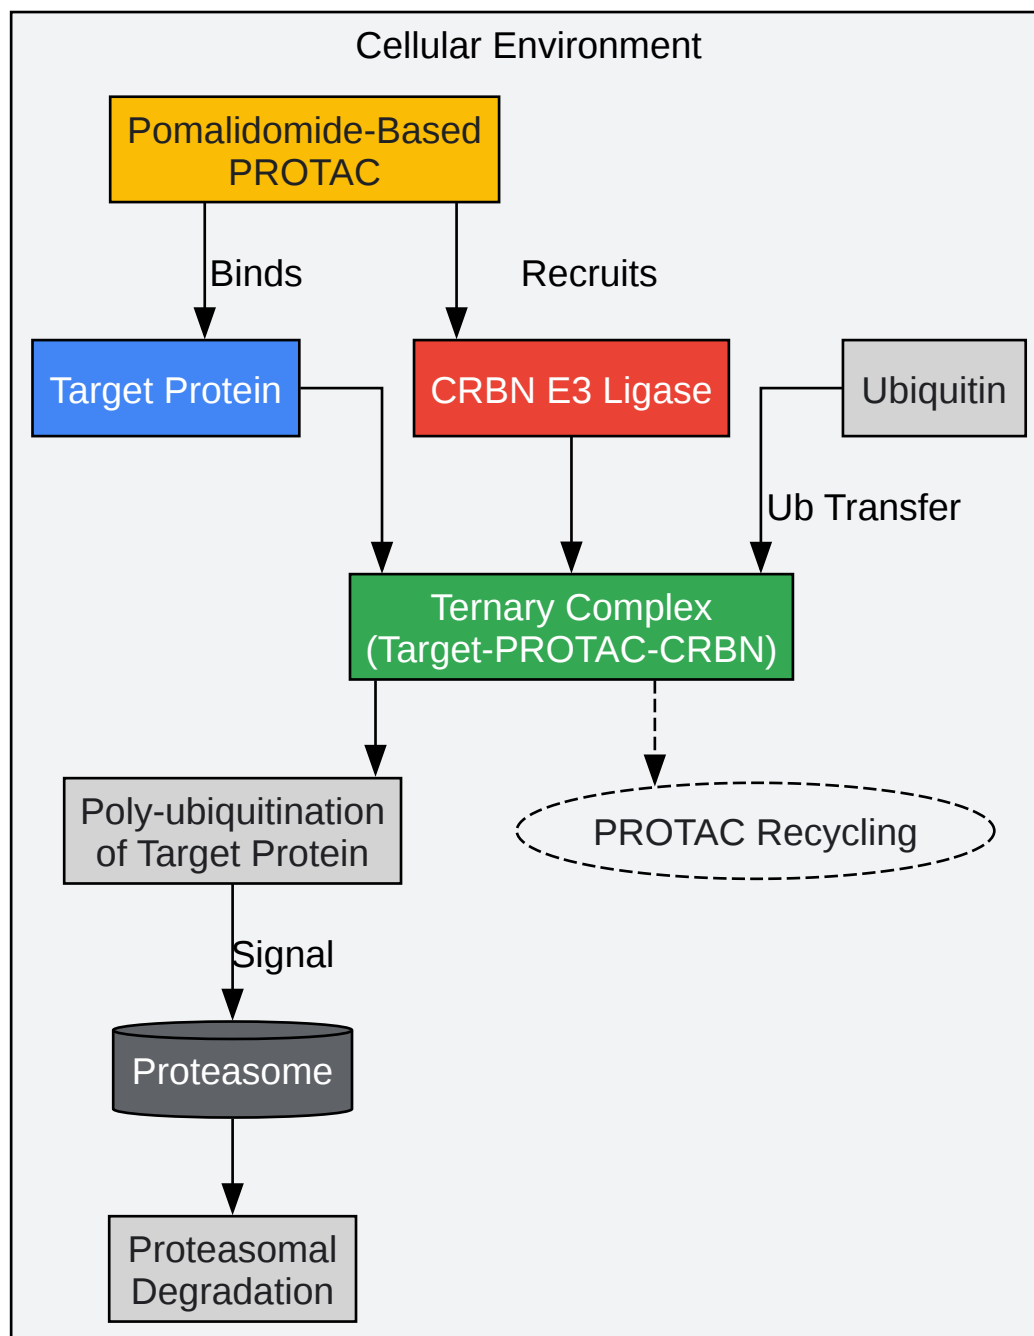 Cellular Environment
Pomalidomide-Based
PROTAC
Binds
Recruits
Target Protein
CRBN E3 Ligase
Ubiquitin
Ub Transfer
Ternary Complex
(Target-PROTAC-CRBN)
Poly-ubiquitination
of Target Protein
PROTAC Recycling
Signal
Proteasome
Proteasomal
Degradation